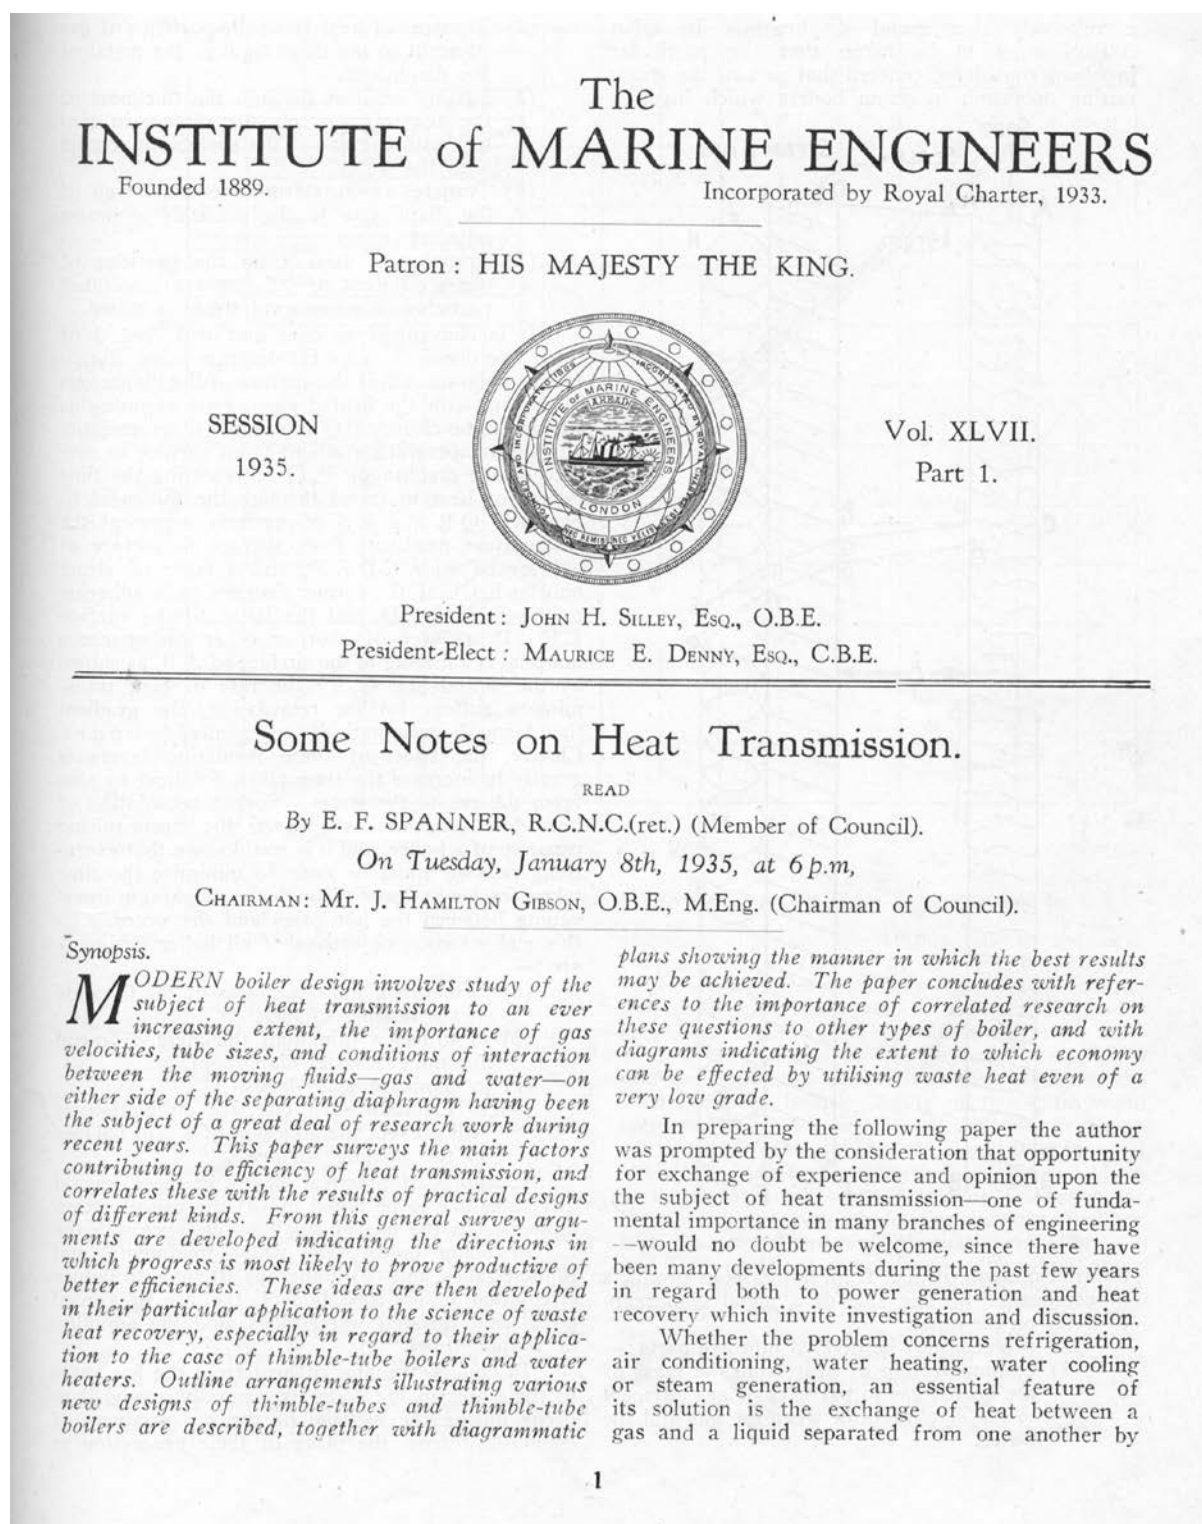 The
INSTITUTE of MARINE ENGINEERS
Founded 1889.
Incorporated by Royal Charter, 1933.
Patron : HIS MAJESTY THE KING.
SESSION
1935.
FOUNDED AND INCORPORATED 1889 INCORPORATED BY ROYAL CHARTER 1933
INSTITUTE OF MARINE ENGINEERS
LONDON
NEC REMIS NEC VELIS
Vol. XLVII.
Part 1.
President : JOHN H. SILLEY, ESQ., O.B.E.
President-Elect : MAURICE E. DENNY, ESQ., C.B.E.
Some Notes on Heat Transmission.
READ
By E. F. SPANNER, R.C.N.C.(ret.) (Member of Council).
On Tuesday, January 8th, 1935, at 6 p.m,
CHAIRMAN: Mr. J. HAMILTON GIBSON, O.B.E., M.Eng. (Chairman of Council).
Synopsis.
MODERN boiler design involves study of the
subject of heat transmission to an ever
increasing extent, the importance of gas
velocities, tube sizes, and conditions of interaction
between the moving fluids—gas and water—on
either side of the separating diaphragm having been
the subject of a great deal of research work during
recent years. This paper surveys the main factors
contributing to efficiency of heat transmission, and
correlates these with the results of practical designs
of different kinds. From this general survey argu-
ments are developed indicating the directions in
which progress is most likely to prove productive of
better efficiencies. These ideas are then developed
in their particular application to the science of waste
heat recovery, especially in regard to their applica-
tion to the case of thimble-tube boilers and water
heaters. Outline arrangements illustrating various
new designs of thimble-tubes and thimble-tube
boilers are described, together with diagrammatic
plans showing the manner in which the best results
may be achieved. The paper concludes with refer-
ences to the importance of correlated research on
these questions to other types of boiler, and with
diagrams indicating the extent to which economy
can be effected by utilising waste heat even of a
very low grade.
In preparing the following paper the author
was prompted by the consideration that opportunity
for exchange of experience and opinion upon the
the subject of heat transmission—one of funda-
mental importance in many branches of engineering
—would no doubt be welcome, since there have
been many developments during the past few years
in regard both to power generation and heat
recovery which invite investigation and discussion.
Whether the problem concerns refrigeration,
air conditioning, water heating, water cooling
or steam generation, an essential feature of
its solution is the exchange of heat between a
gas and a liquid separated from one another by
1